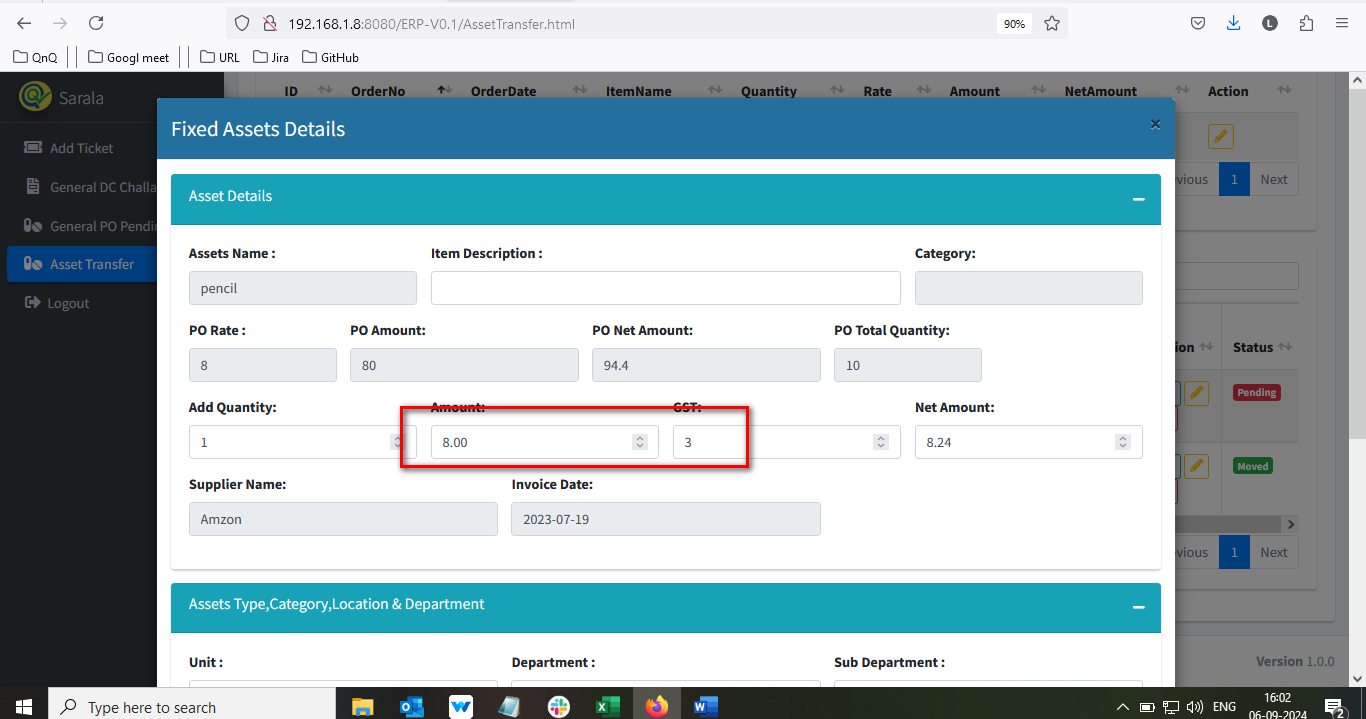 192.168.1.8:8080/ERP-V0.1/AssetTransfer.html
90%
L
QnQ
Googl meet
URL
Jira
GitHub
Sarala
ID OrderNo OrderDate ItemName Quantity Rate Amount NetAmount Action
Add Ticket
General DC Challa
General PO Pendin
Asset Transfer
Logout
Fixed Assets Details
×
vious 1 Next
Asset Details
Assets Name : Item Description : Category:
pencil
PO Rate : PO Amount: PO Net Amount: PO Total Quantity:
8 80 94.4 10
ion Status
Pending
Add Quantity: Amount: GST: Net Amount:
1 8.00 3 8.24
Moved
Supplier Name: Invoice Date:
Amzon 2023-07-19
vious 1 Next
Assets Type,Category,Location & Department
Unit : Department : Sub Department :
Version 1.0.0
Type here to search
ENG
16:02
06-09-2024
2